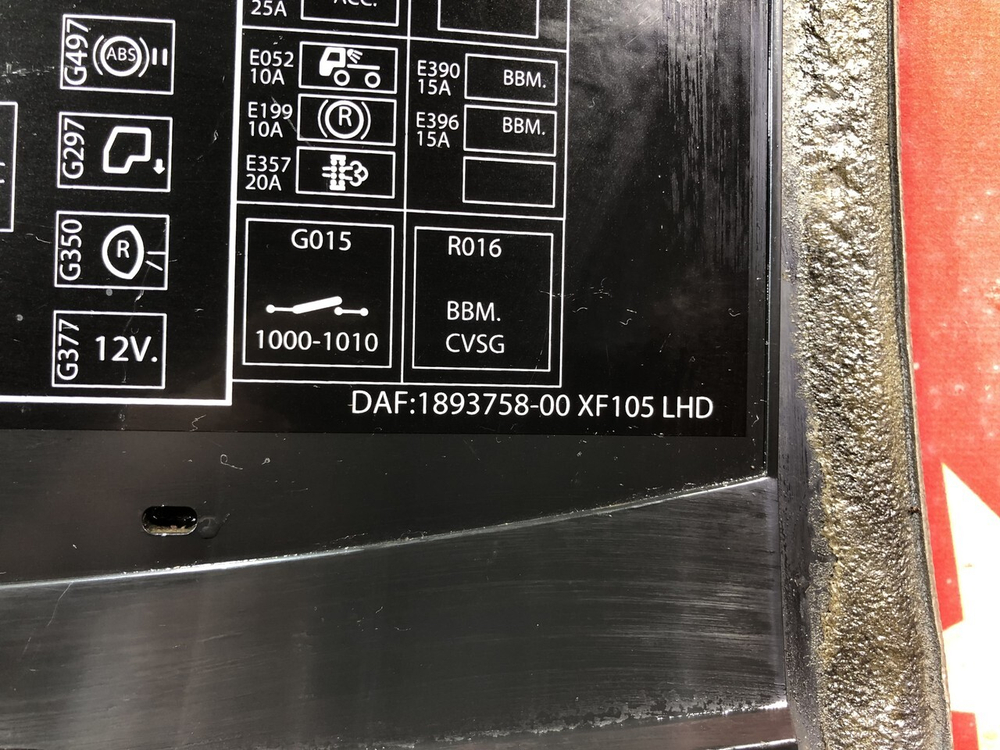 G497
ABS
G297
G350
R
G377
12V.
25A
ACC.
E052
10A
E199
10A
R
E357
20A
E390
15A
BBM.
E396
15A
BBM.
G015
1000-1010
R016
BBM.
CVSG
DAF:1893758-00 XF105 LHD